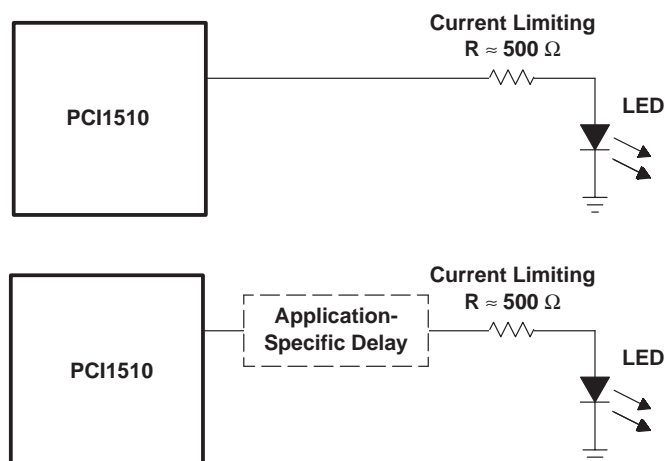 Current Limiting
R ≈ 500 Ω
PCI1510
LED
Current Limiting
R ≈ 500 Ω
Application-
Specific Delay
PCI1510
LED